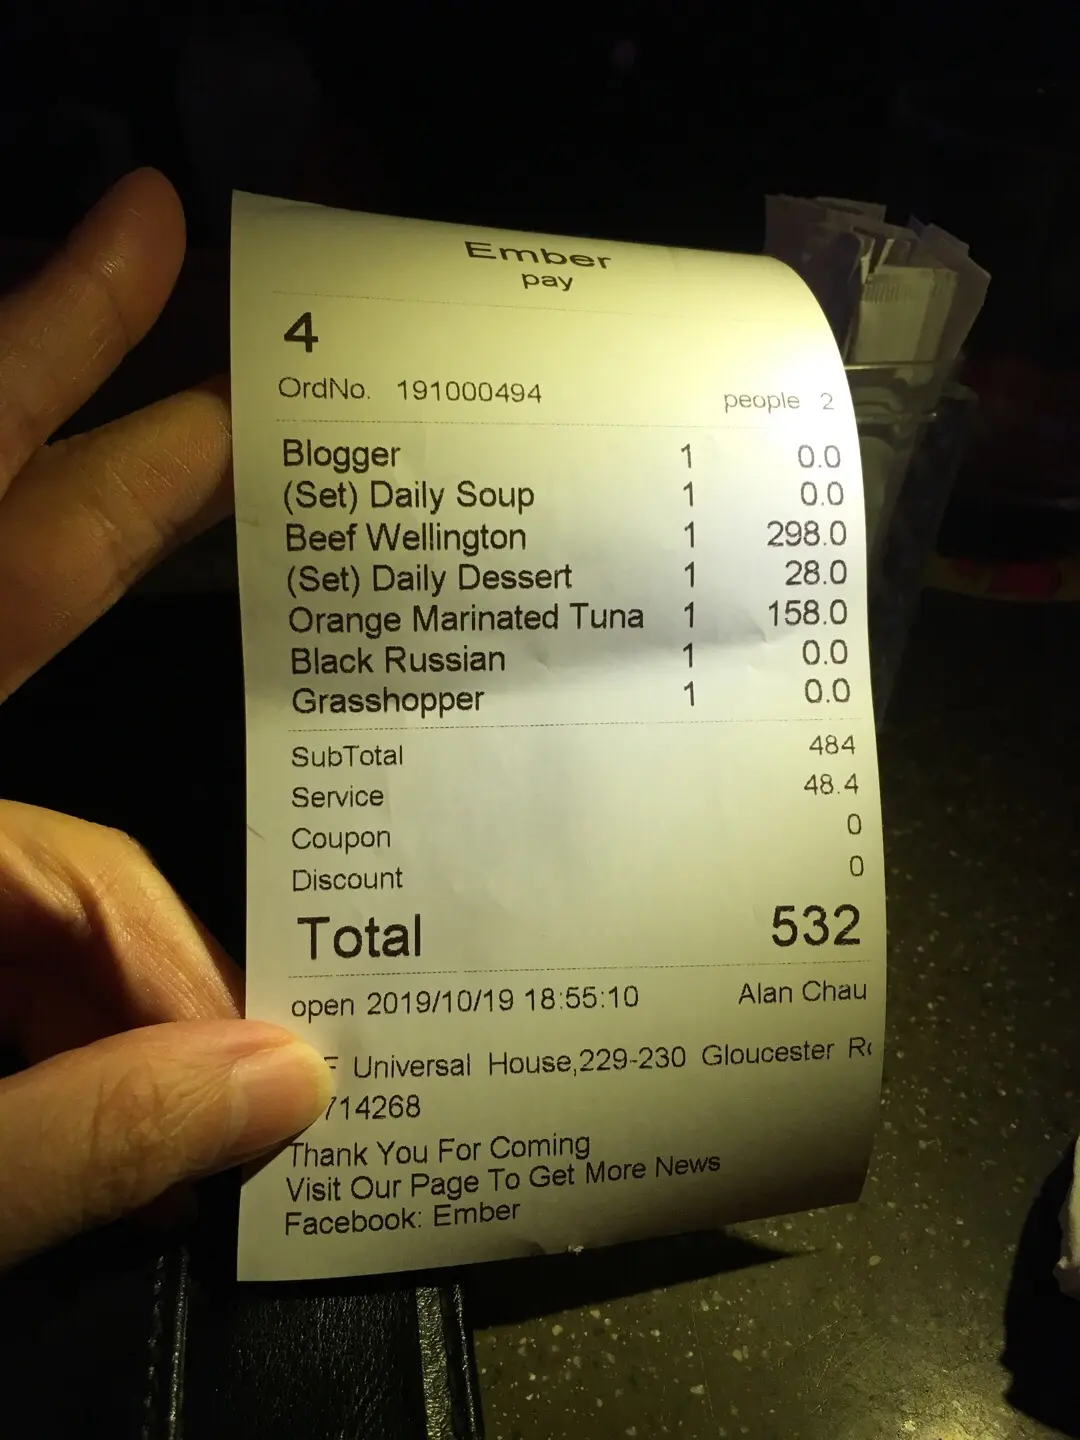 Ember
pay
4
OrdNo. 191000494 people 2
Blogger 1 0.0
(Set) Daily Soup 1 0.0
Beef Wellington 1 298.0
(Set) Daily Dessert 1 28.0
Orange Marinated Tuna 1 158.0
Black Russian 1 0.0
Grasshopper 1 0.0
SubTotal 484
Service 48.4
Coupon 0
Discount 0
Total 532
open 2019/10/19 18:55:10 Alan Chau
Universal House,229-230 Gloucester
714268
Thank You For Coming
Visit Our Page To Get More News
Facebook: Ember